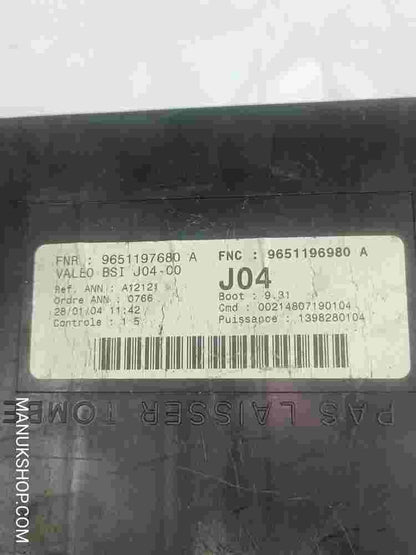 FNR : 9651197680 A FNC : 9651196980 A
VALEO BSI J04-00 J04
Ref. ANN : A12121 Boot : 9.31
Ordre ANN : 0766 Cmd : 00214807190104
28/01/04 11:42 Puissance : 1398280104
Controle : 1 5
PAS LAISSER TOMBE
MANUKSHOP.COM